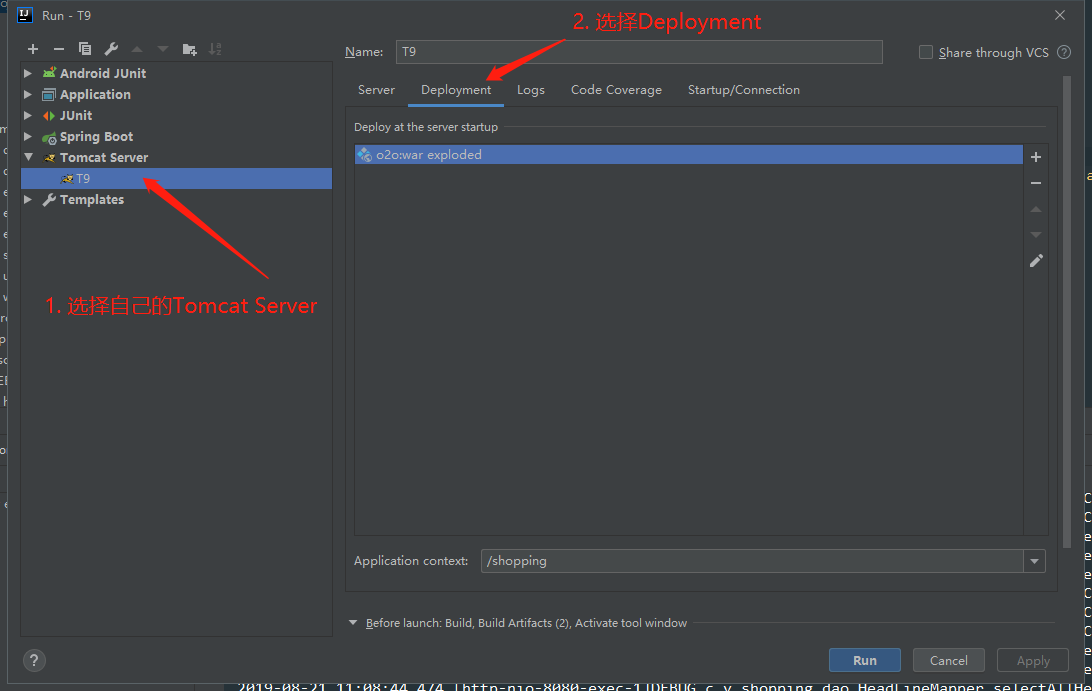 Run - T9
2. 选择Deployment
Name: T9
Share through VCS
Android JUnit
Application
JUnit
Spring Boot
Tomcat Server
T9
Templates
1. 选择自己的Tomcat Server
Server Deployment Logs Code Coverage Startup/Connection
Deploy at the server startup
o2o:war exploded
Application context: /shopping
Before launch: Build, Build Artifacts (2), Activate tool window
Run Cancel Apply
2019-08-21 11:08:44,474 [http-nio-8080-exec-1]DEBUG c.y.shopping.dao.HeadLineMapper.selectAllHe